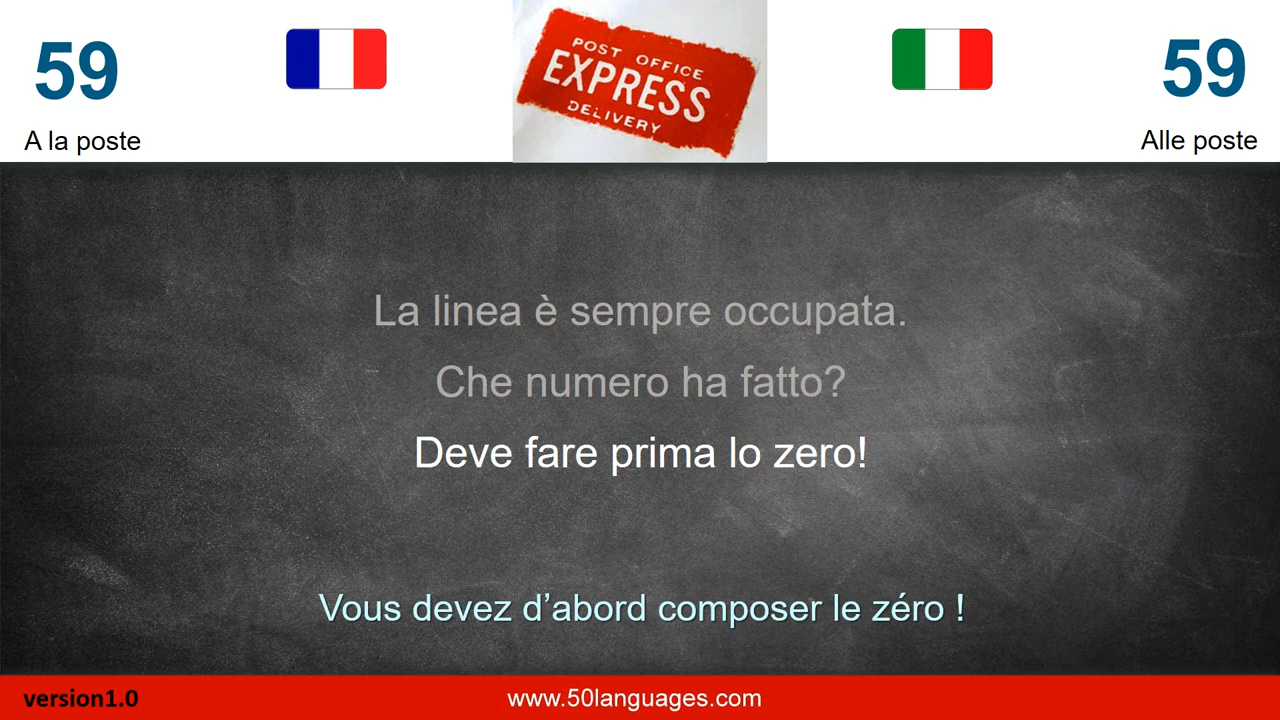 59
A la poste
POST OFFICE
EXPRESS
DELIVERY
59
Alle poste
La linea è sempre occupata.
Che numero ha fatto?
Deve fare prima lo zero!
Vous devez d’abord composer le zéro !
version1.0
www.50languages.com